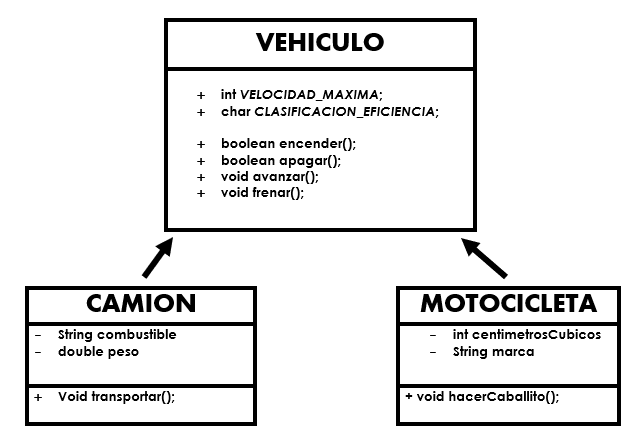 VEHICULO
+ int VELOCIDAD_MAXIMA;
+ char CLASIFICACION_EFICIENCIA;
+ boolean encender();
+ boolean apagar();
+ void avanzar();
+ void frenar();
CAMION
- String combustible
- double peso
+ Void transportar();
MOTOCICLETA
- int centimetrosCubicos
- String marca
+ void hacerCaballito();